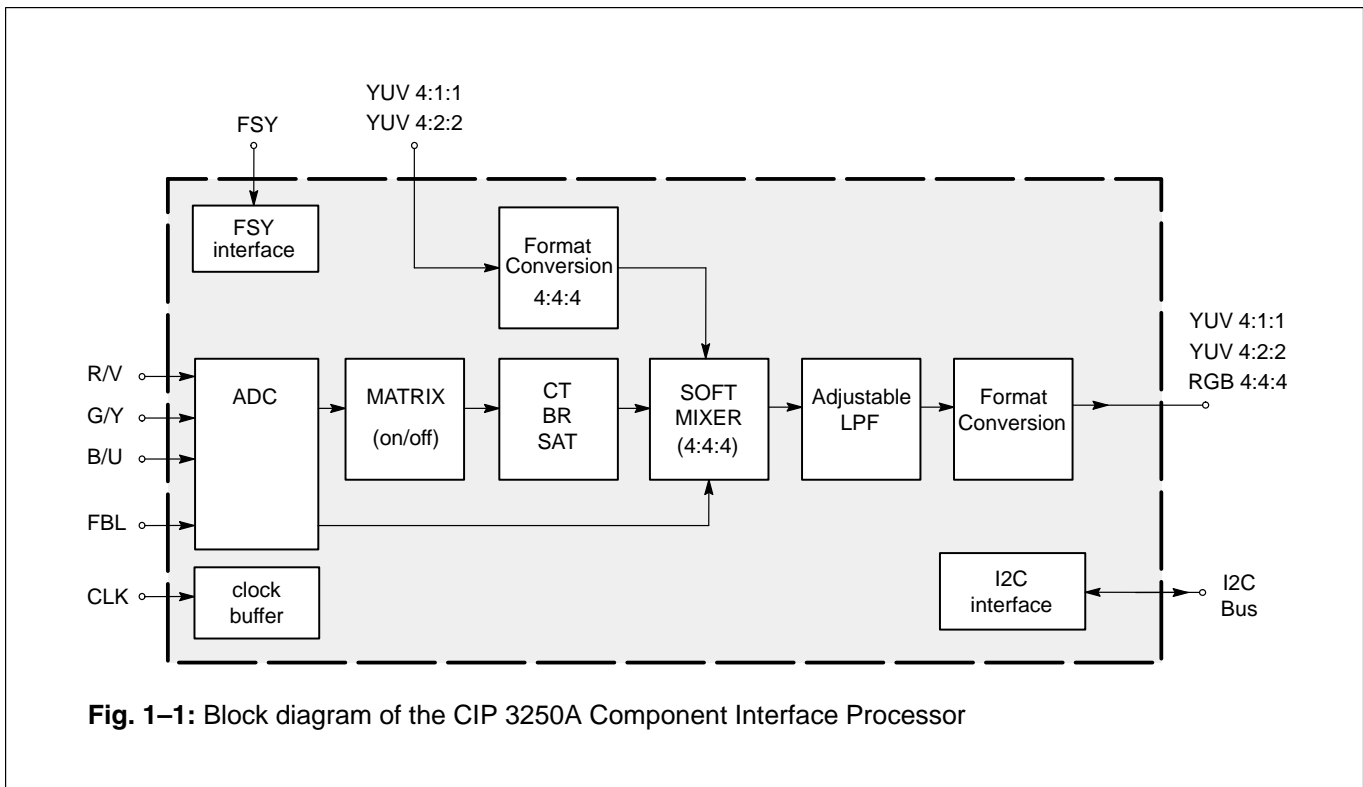 YUV 4:1:1
YUV 4:2:2
FSY
FSY
interface
Format
Conversion
4:4:4
YUV 4:1:1
YUV 4:2:2
RGB 4:4:4
R/V
G/Y
B/U
FBL
CLK
ADC
MATRIX
(on/off)
CT
BR
SAT
SOFT
MIXER
(4:4:4)
Adjustable
LPF
Format
Conversion
clock
buffer
I2C
interface
I2C
Bus
Fig. 1–1: Block diagram of the CIP 3250A Component Interface Processor